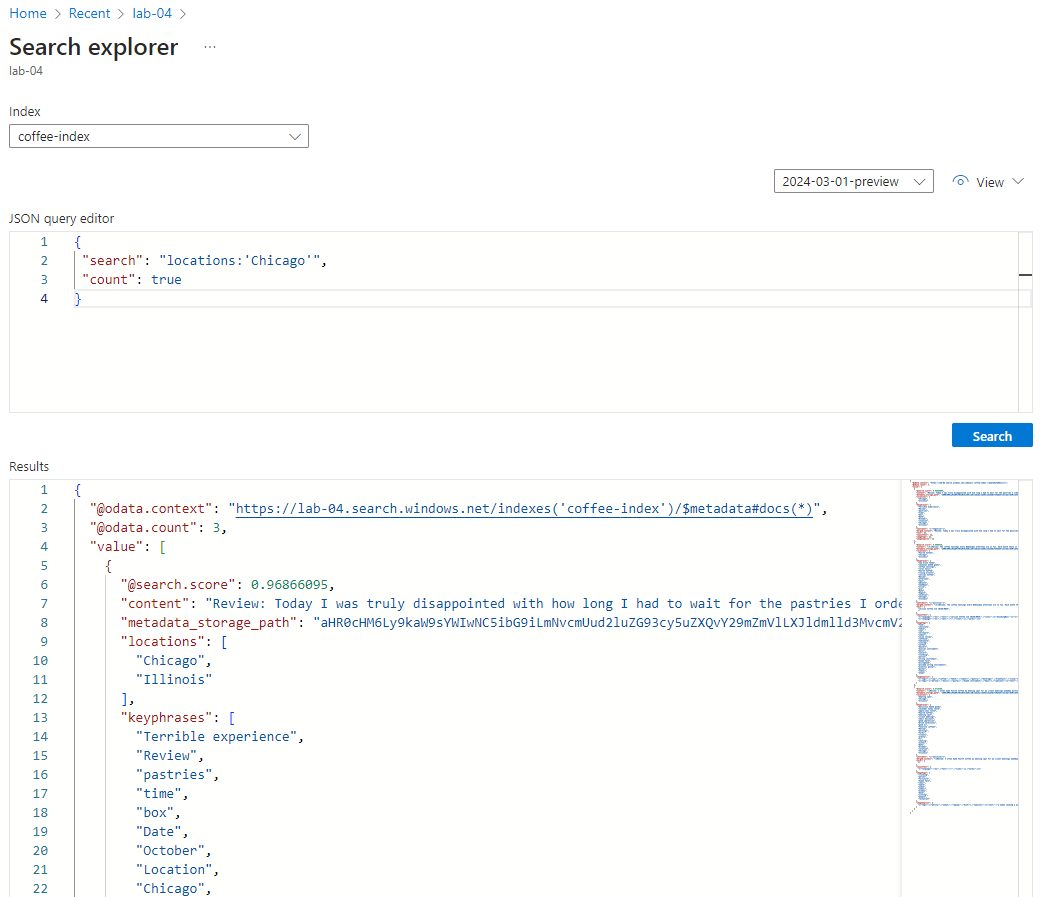 Home > Recent > lab-04 >
Search explorer ...
lab-04
Index
coffee-index
2024-03-01-preview View
JSON query editor
1 {
2 "search": "locations:'Chicago'",
3 "count": true
4 }
Search
Results
1 {
2 "@odata.context": "https://lab-04.search.windows.net/indexes('coffee-index')/$metadata#docs(*)",
3 "@odata.count": 3,
4 "value": [
5 {
6 "@search.score": 0.96866095,
7 "content": "Review: Today I was truly disappointed with how long I had to wait for the pastries I orde
8 "metadata_storage_path": "aHR0cHM6Ly9kaW9sYWIwNC5ibG9iLmNvcmUud2luZG93cy5uZXQvY29mZmVlLXJldmlld3MvcmV2
9 "locations": [
10 "Chicago",
11 "Illinois"
12 ],
13 "keyphrases": [
14 "Terrible experience",
15 "Review",
16 "pastries",
17 "time",
18 "box",
19 "Date",
20 "October",
21 "Location",
22 "Chicago",